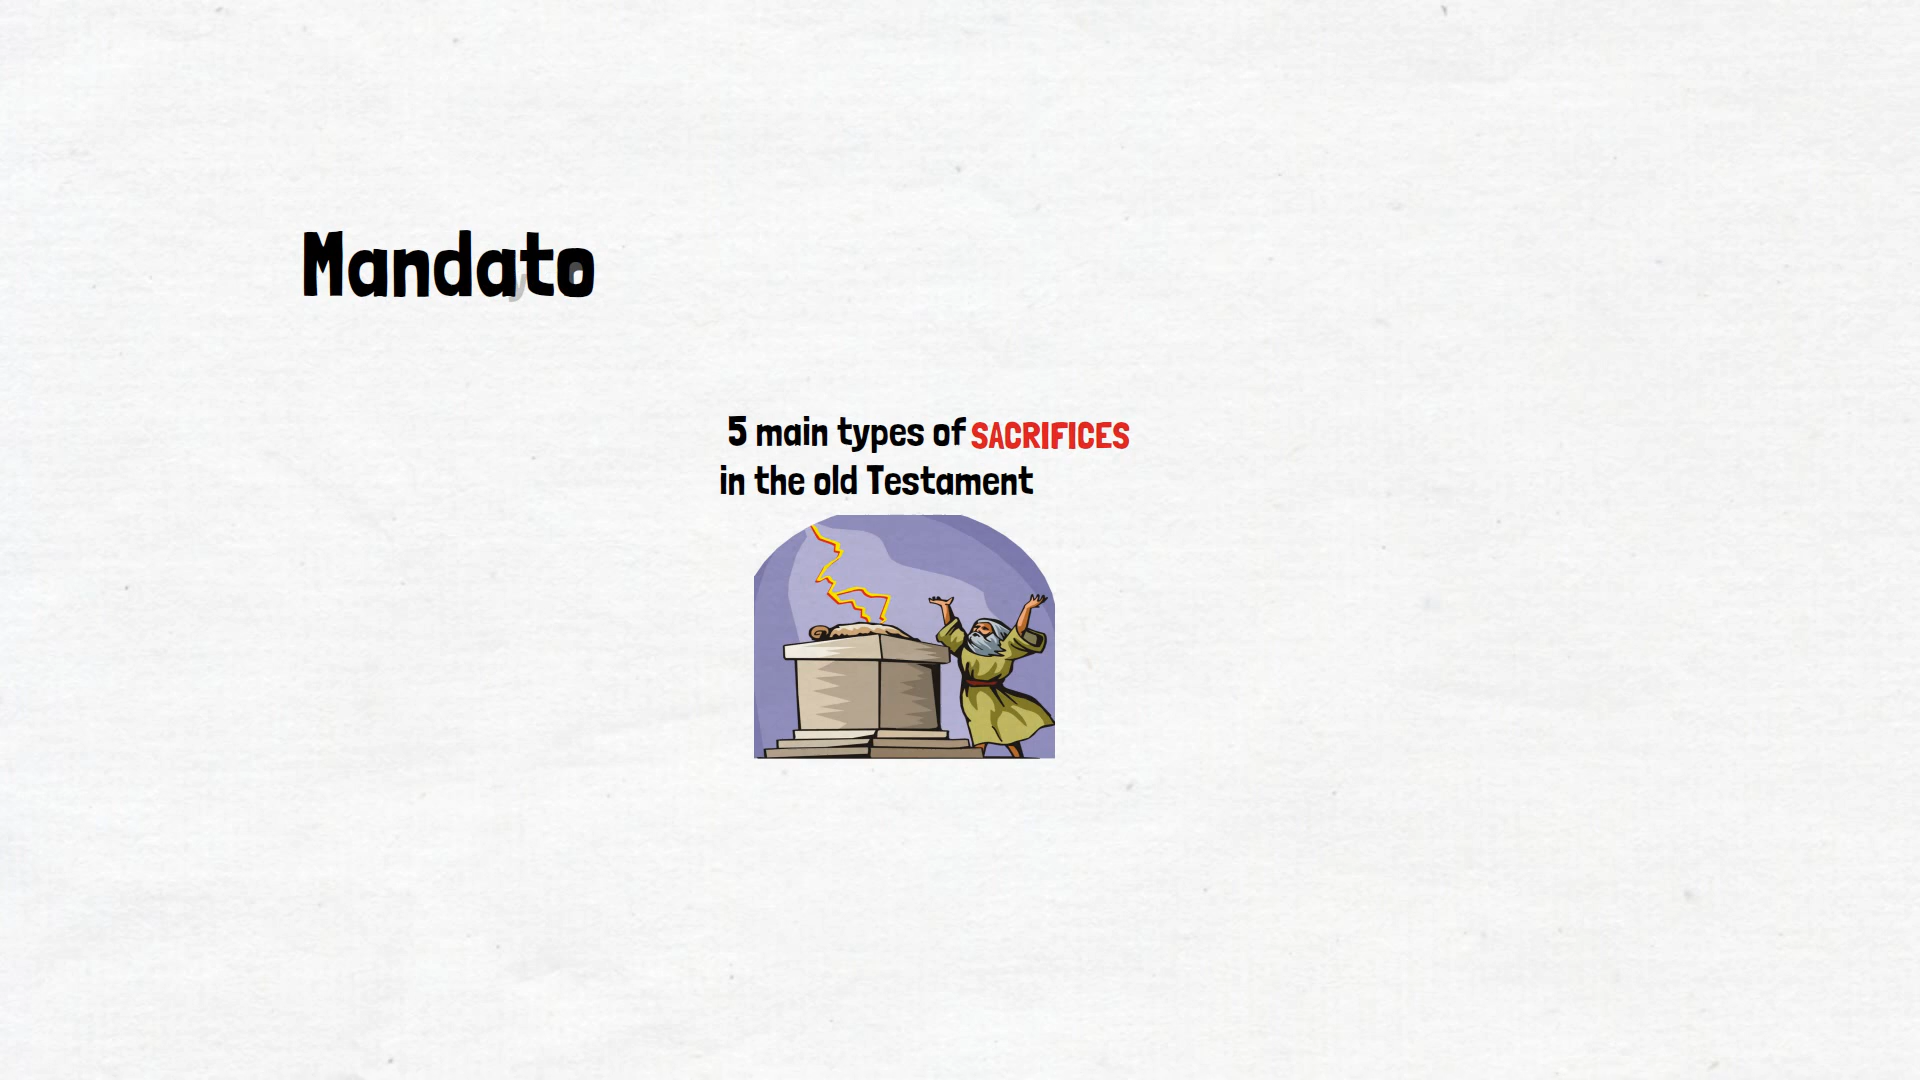 Mandato
5 main types of SACRIFICES
in the old Testament